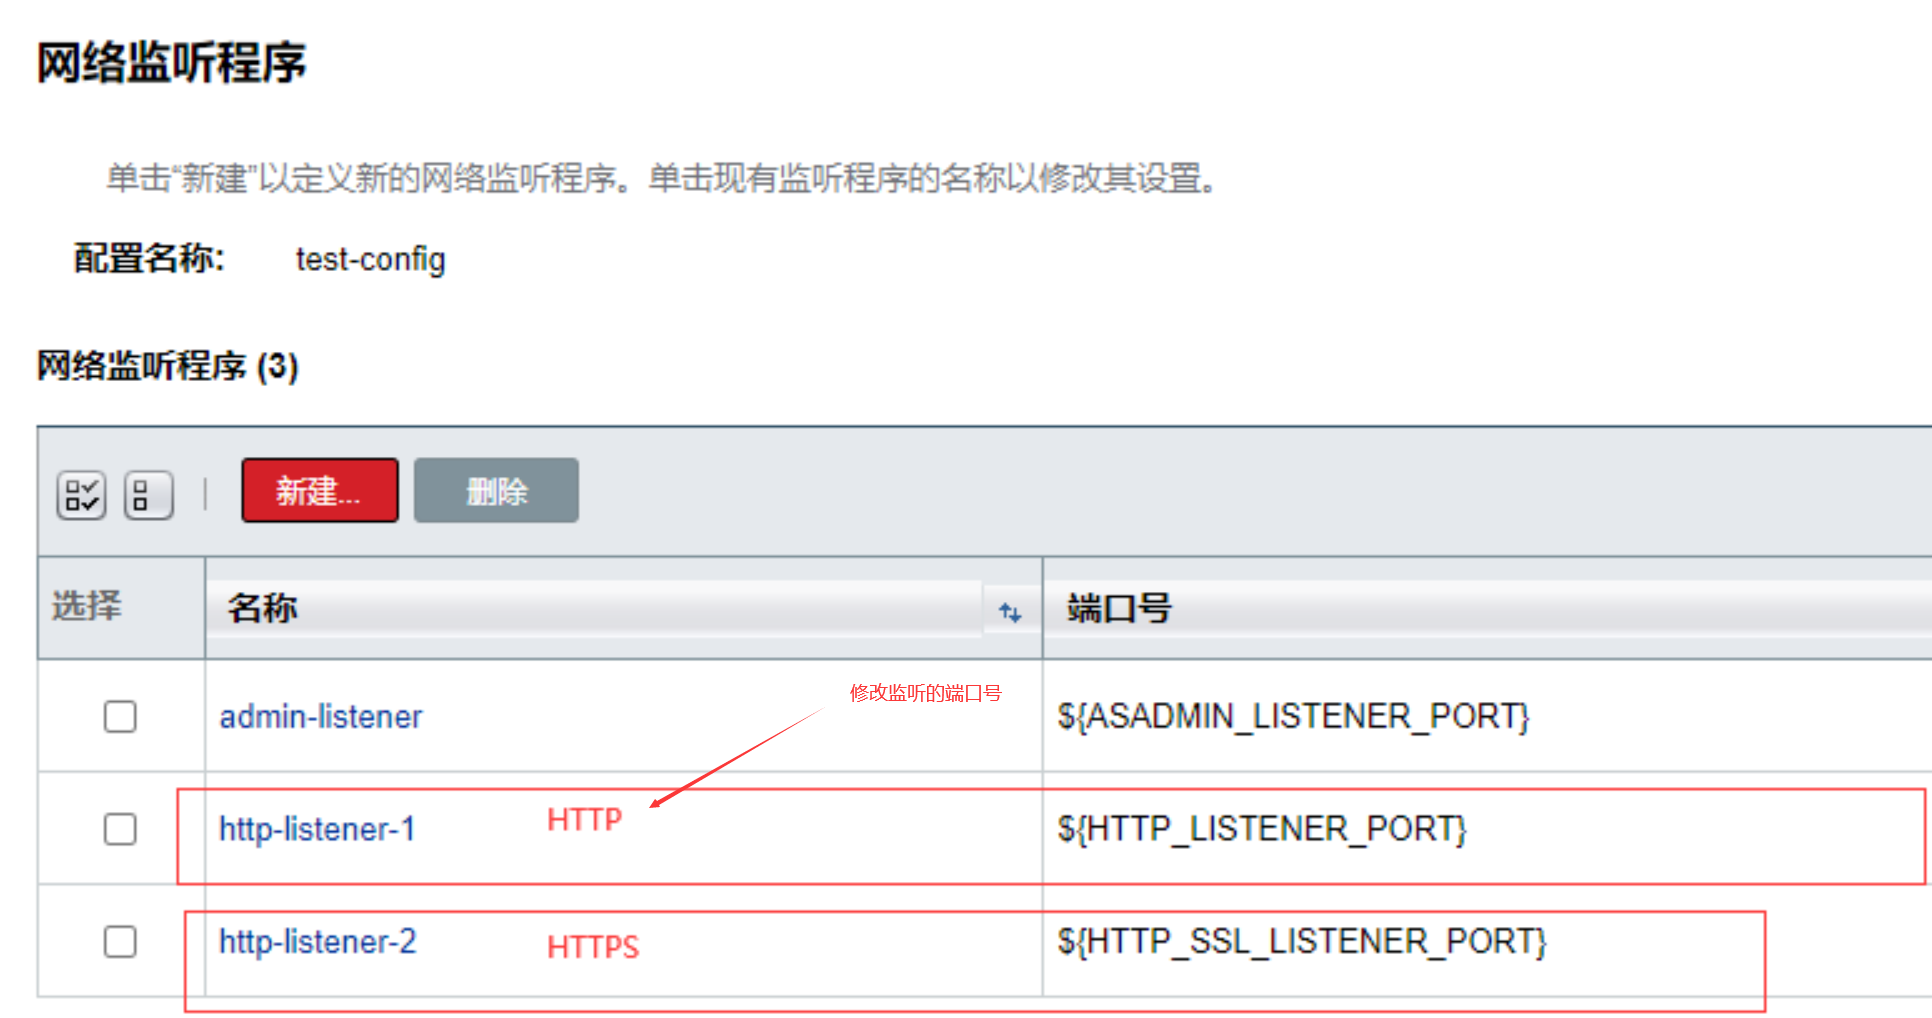 网络监听程序
单击“新建”以定义新的网络监听程序。单击现有监听程序的名称以修改其设置。
配置名称: test-config
网络监听程序 (3)
新建... 删除
选择 名称 端口号
修改监听的端口号
admin-listener ${ASADMIN_LISTENER_PORT}
http-listener-1 HTTP ${HTTP_LISTENER_PORT}
http-listener-2 HTTPS ${HTTP_SSL_LISTENER_PORT}